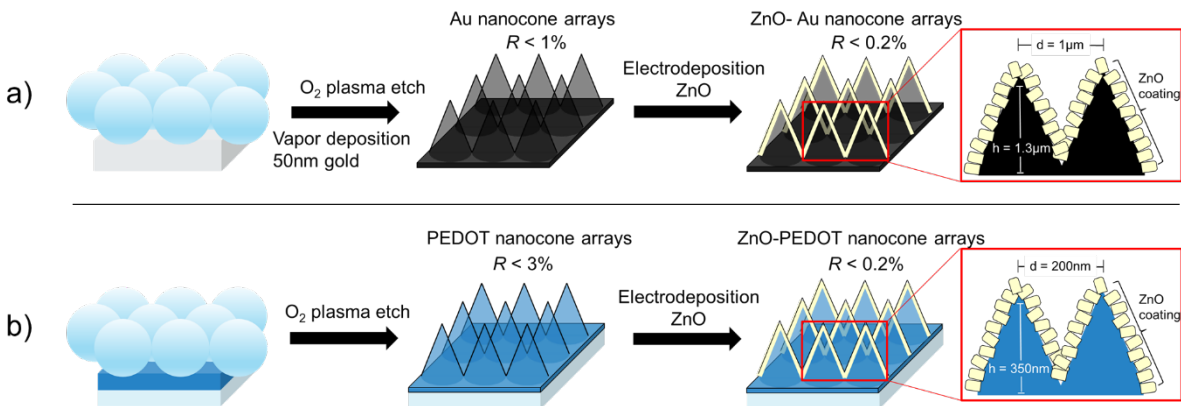 a)
O₂ plasma etch
Vapor deposition
50nm gold
Au nanocone arrays
R < 1%
Electrodeposition
ZnO
ZnO- Au nanocone arrays
R < 0.2%
d = 1µm
h = 1.3µm
ZnO
coating
b)
O₂ plasma etch
PEDOT nanocone arrays
R < 3%
Electrodeposition
ZnO
ZnO-PEDOT nanocone arrays
R < 0.2%
d = 200nm
h = 350nm
ZnO
coating